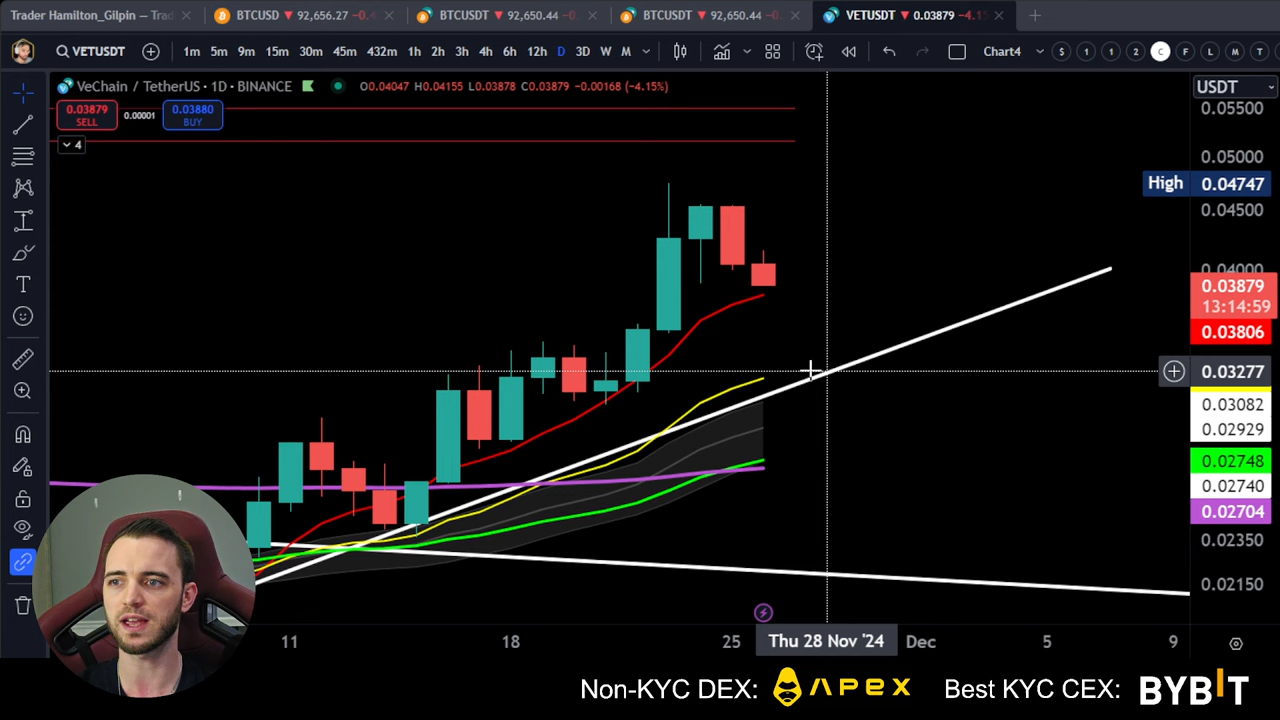 Trader Hamilton_Gilpin — Tradi
BTCUSD ▼ 92,656.27 -0.4
BTCUSDT ▼ 92,650.44 -0.
BTCUSDT ▼ 92,650.44 -0.
VETUSDT ▼ 0.03879 -4.15
VETUSDT 1m 5m 9m 15m 30m 45m 432m 1h 2h 3h 4h 6h 12h D 3D W M Chart4 $ 1 1 2 C F L M T
VeChain / TetherUS · 1D · BINANCE O0.04047 H0.04155 L0.03878 C0.03879 -0.00168 (-4.15%)
USDT
0.03879
SELL
0.00001
0.03880
BUY
4
0.05500
0.05000
High 0.04747
0.04500
0.04000
0.03879
13:14:59
0.03806
0.03277
0.03082
0.02929
0.02748
0.02740
0.02704
0.02350
0.02150
11 18 25 Thu 28 Nov '24 Dec 5 9
Non-KYC DEX: APEX Best KYC CEX: BYBIT